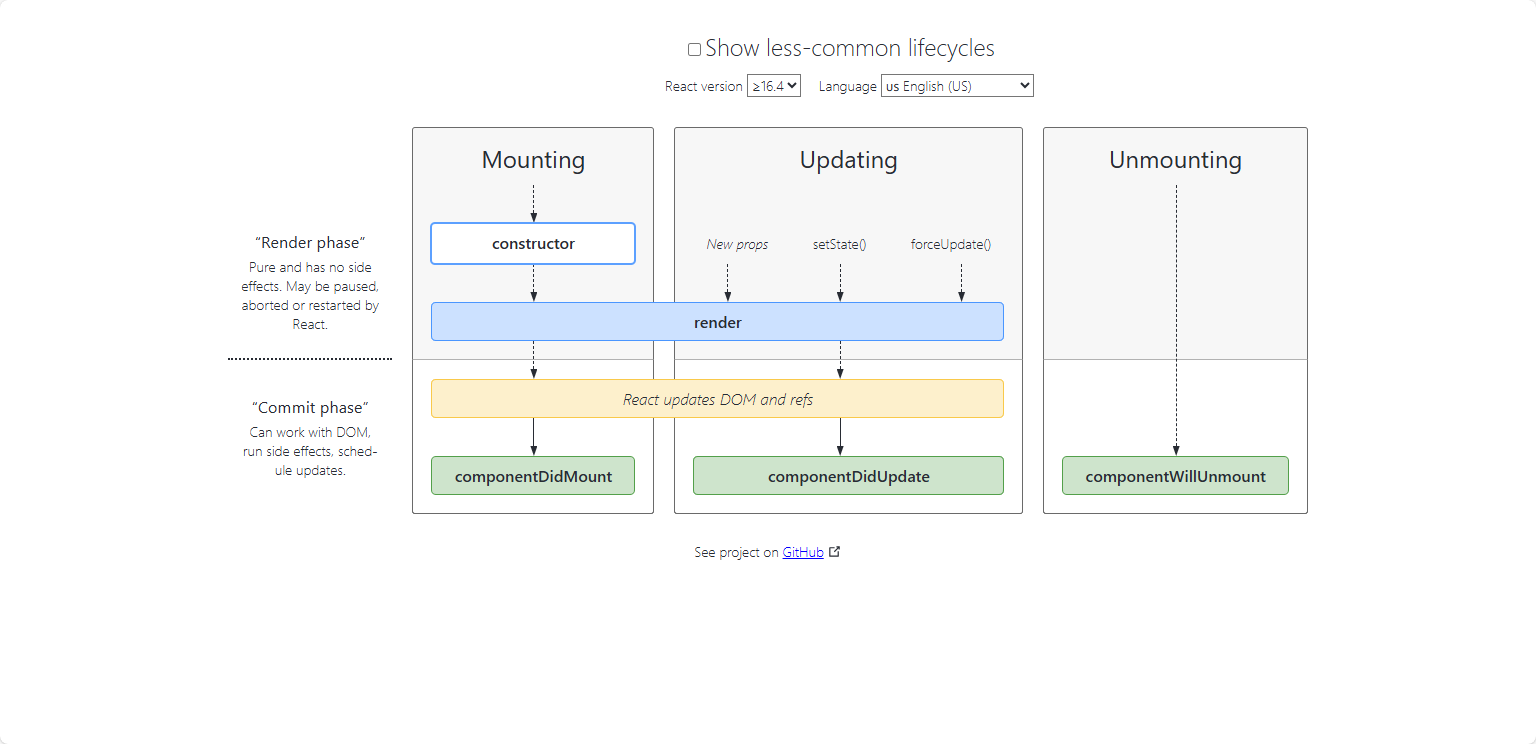 Show less-common lifecycles
React version ≥16.4 Language us English (US)
Mounting
Updating
Unmounting
“Render phase”
Pure and has no side
effects. May be paused,
aborted or restarted by
React.
constructor
New props
setState()
forceUpdate()
render
“Commit phase”
Can work with DOM,
run side effects, sched-
ule updates.
React updates DOM and refs
componentDidMount
componentDidUpdate
componentWillUnmount
See project on GitHub